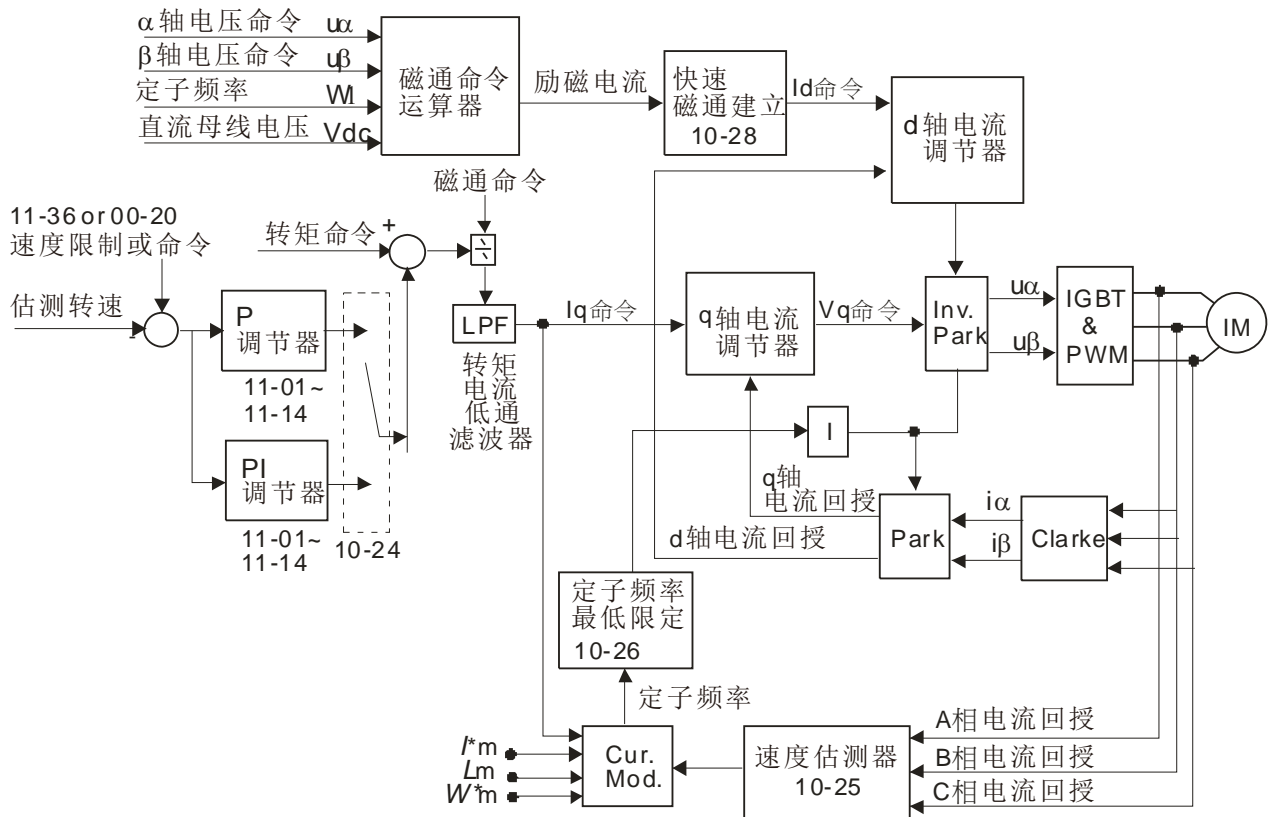 α轴电压命令 uα
β轴电压命令 uβ
定子频率 W1
直流母线电压 Vdc
磁通命令
运算器
励磁电流
快速
磁通建立
10-28
Id命令
d轴电流
调节器
磁通命令
11-36 or 00-20
速度限制或命令
转矩命令
+
÷
估测转速
-
P
调节器
11-01~
11-14
PI
调节器
11-01~
11-14
10-24
LPF
转矩
电流
低通
滤波器
Iq命令
q轴电流
调节器
Vq命令
Inv.
Park
uα
uβ
IGBT
&
PWM
IM
I
q轴
电流回授
d轴电流回授
Park
iα
iβ
Clarke
定子频率
最低限定
10-26
定子频率
I*m
Lm
W*m
Cur.
Mod.
速度估测器
10-25
A相电流回授
B相电流回授
C相电流回授